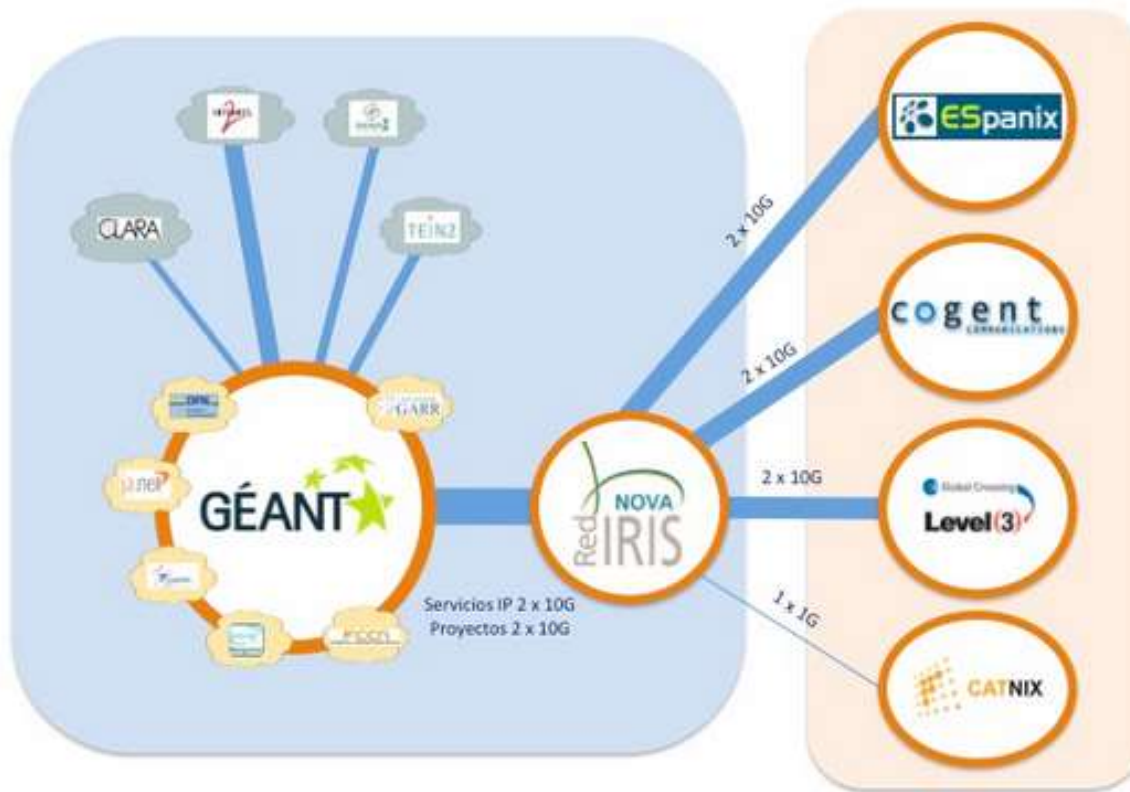 ESpanix
CLARA
TEIN2
2 x 10G
cogent
COMMUNICATIONS
2 x 10G
GARR
GÉANT
NOVA
Red
IRIS
2 x 10G
Global Crossing
Level (3)
Servicios IP 2 x 10G
Proyectos 2 x 10G
1 x 1G
CATNIX